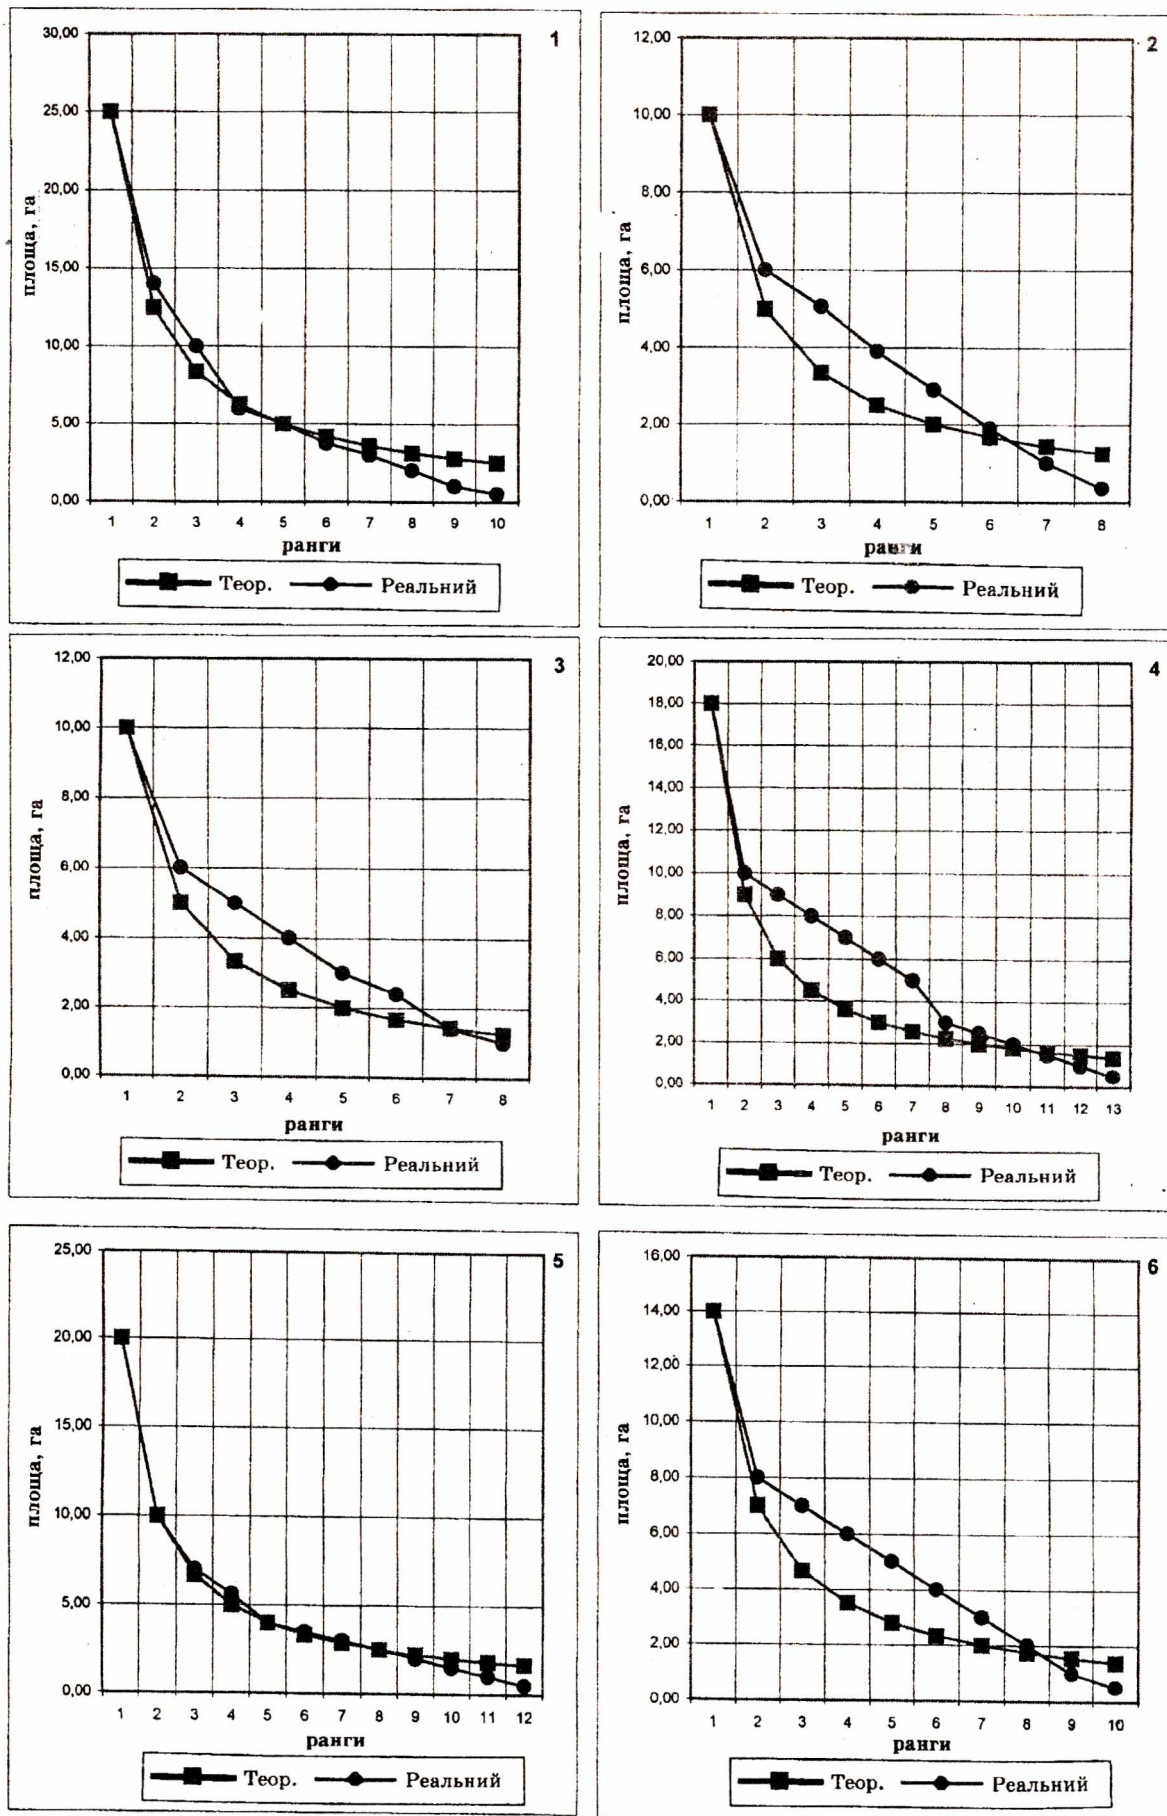 1
30,00
25,00
20,00
15,00
10,00
5,00
0,00
площа, га
1 2 3 4 5 6 7 8 9 10
ранги
Теор. Реальний
2
12,00
10,00
8,00
6,00
4,00
2,00
0,00
площа, га
1 2 3 4 5 6 7 8
ранги
Теор. Реальний
3
12,00
10,00
8,00
6,00
4,00
2,00
0,00
площа, га
1 2 3 4 5 6 7 8
ранги
Теор. Реальний
4
20,00
18,00
16,00
14,00
12,00
10,00
8,00
6,00
4,00
2,00
0,00
площа, га
1 2 3 4 5 6 7 8 9 10 11 12 13
ранги
Теор. Реальний
5
25,00
20,00
15,00
10,00
5,00
0,00
площа, га
1 2 3 4 5 6 7 8 9 10 11 12
ранги
Теор. Реальний
6
16,00
14,00
12,00
10,00
8,00
6,00
4,00
2,00
0,00
площа, га
1 2 3 4 5 6 7 8 9 10
ранги
Теор. Реальний